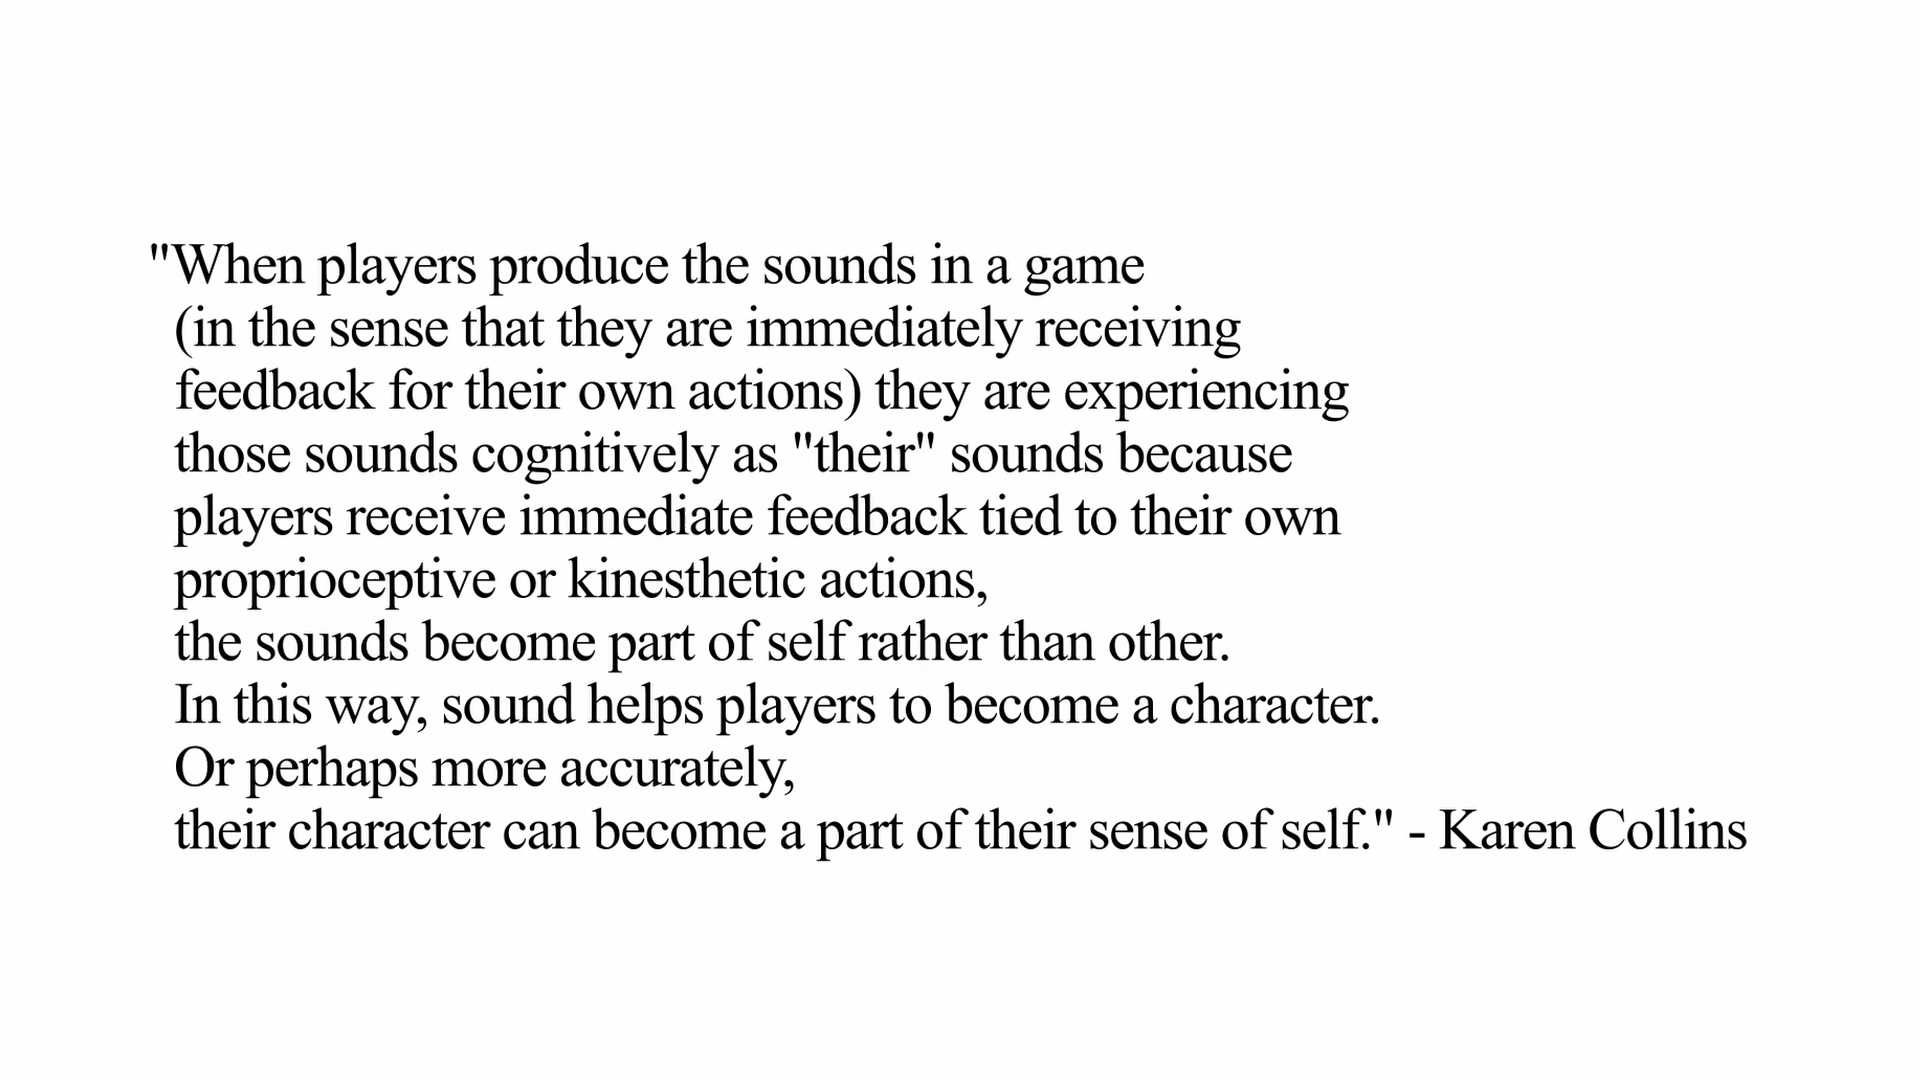 "When players produce the sounds in a game
(in the sense that they are immediately receiving
feedback for their own actions) they are experiencing
those sounds cognitively as "their" sounds because
players receive immediate feedback tied to their own
proprioceptive or kinesthetic actions,
the sounds become part of self rather than other.
In this way, sound helps players to become a character.
Or perhaps more accurately,
their character can become a part of their sense of self." - Karen Collins